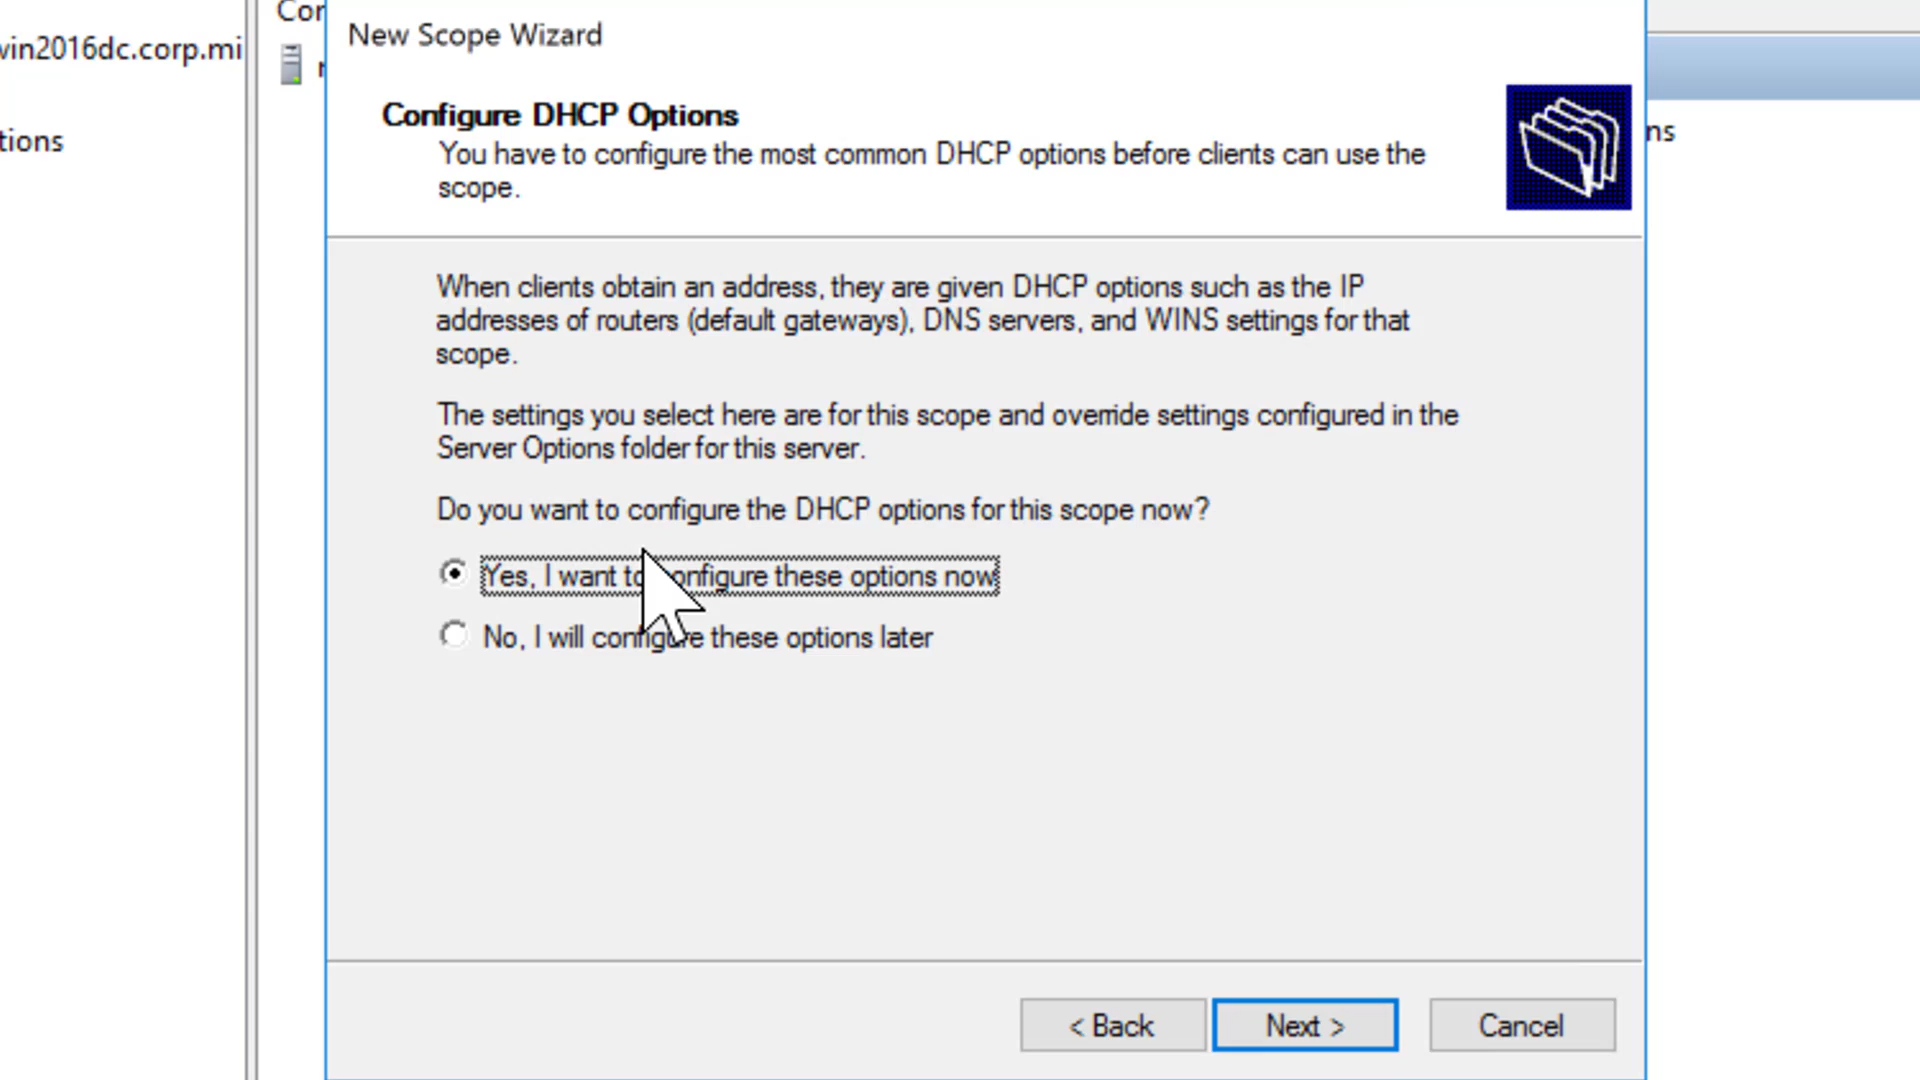 Cor
New Scope Wizard
win2016dc.corp.mi
Configure DHCP Options
tions
ns
You have to configure the most common DHCP options before clients can use the
scope.
When clients obtain an address, they are given DHCP options such as the IP
addresses of routers (default gateways), DNS servers, and WINS settings for that
scope.
The settings you select here are for this scope and override settings configured in the
Server Options folder for this server.
Do you want to configure the DHCP options for this scope now?
Yes, I want to configure these options now
No, I will configure these options later
< Back
Next >
Cancel